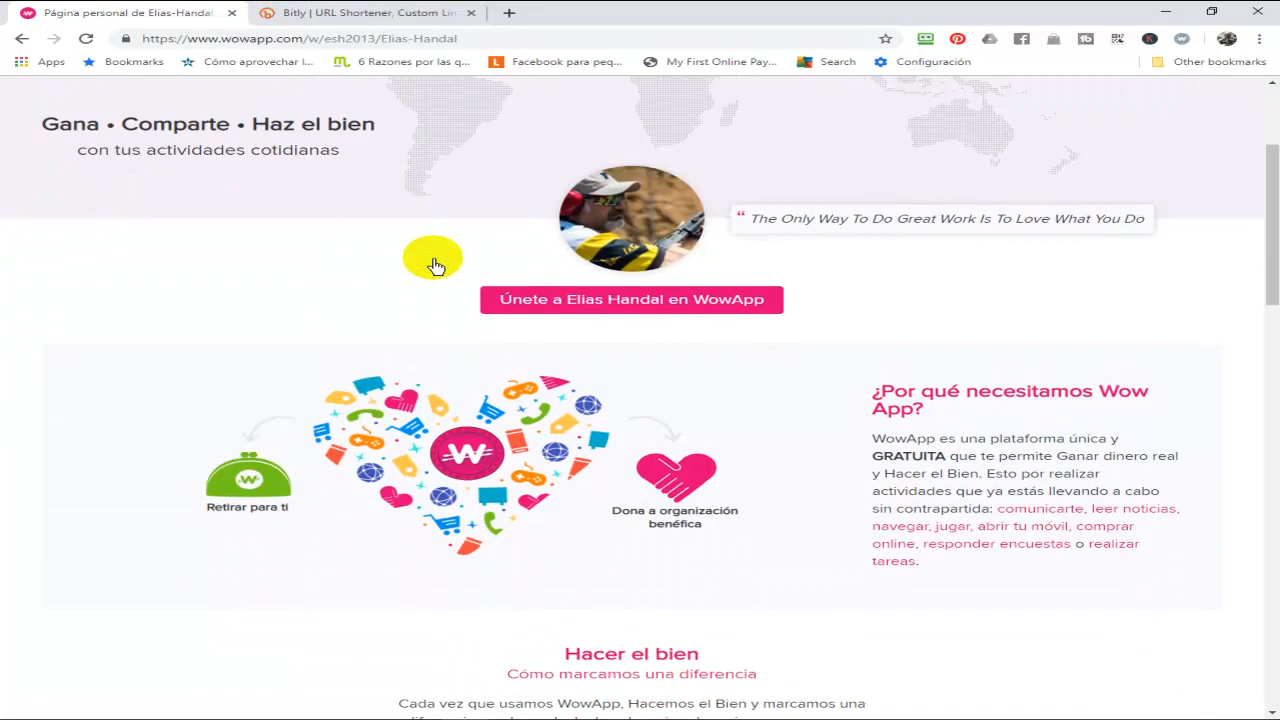 Página personal de Elias-Handal
Bitly | URL Shortener, Custom Lin
https://www.wowapp.com/w/esh2013/Elias-Handal
Apps
Bookmarks
Cómo aprovechar l...
6 Razones por las q...
Facebook para peq...
My First Online Pay...
Search
Configuración
Other bookmarks
Gana • Comparte • Haz el bien
con tus actividades cotidianas
“ The Only Way To Do Great Work Is To Love What You Do
Únete a Elias Handal en WowApp
Retirar para ti
Dona a organización
benéfica
¿Por qué necesitamos Wow
App?
WowApp es una plataforma única y
GRATUITA que te permite Ganar dinero real
y Hacer el Bien. Esto por realizar
actividades que ya estás llevando a cabo
sin contrapartida: comunicarte, leer noticias,
navegar, jugar, abrir tu móvil, comprar
online, responder encuestas o realizar
tareas.
Hacer el bien
Cómo marcamos una diferencia
Cada vez que usamos WowApp, Hacemos el Bien y marcamos una